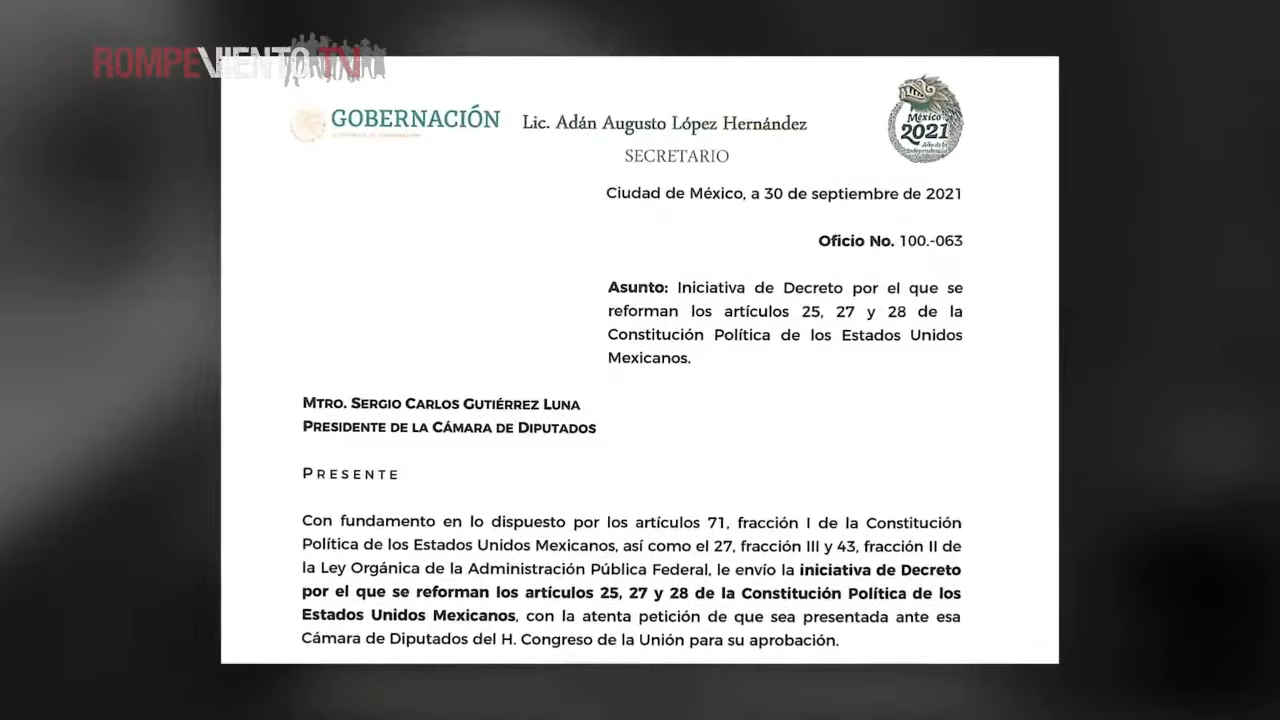 ROMPEVIENTO TV
GOBERNACIÓN
Lic. Adán Augusto López Hernández
SECRETARIO
México
2021
Año de la
Independencia
Ciudad de México, a 30 de septiembre de 2021
Oficio No. 100.-063
Asunto: Iniciativa de Decreto por el que se
reforman los artículos 25, 27 y 28 de la
Constitución Política de los Estados Unidos
Mexicanos.
MTRO. SERGIO CARLOS GUTIÉRREZ LUNA
PRESIDENTE DE LA CÁMARA DE DIPUTADOS
PRESENTE
Con fundamento en lo dispuesto por los artículos 71, fracción I de la Constitución
Política de los Estados Unidos Mexicanos, así como el 27, fracción III y 43, fracción II de
la Ley Orgánica de la Administración Pública Federal, le envío la iniciativa de Decreto
por el que se reforman los artículos 25, 27 y 28 de la Constitución Política de los
Estados Unidos Mexicanos, con la atenta petición de que sea presentada ante esa
Cámara de Diputados del H. Congreso de la Unión para su aprobación.